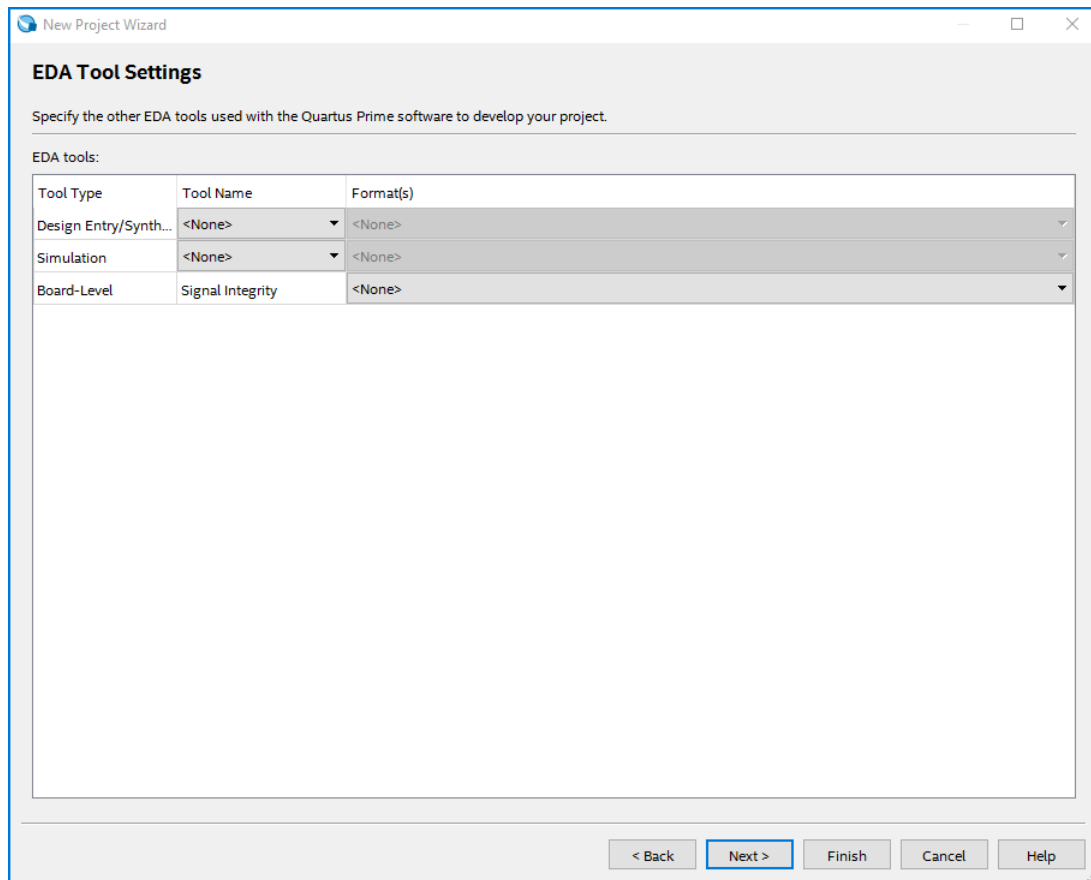 New Project Wizard
EDA Tool Settings
Specify the other EDA tools used with the Quartus Prime software to develop your project.
EDA tools:
Tool Type Tool Name Format(s)
Design Entry/Synth... <None> <None>
Simulation <None> <None>
Board-Level Signal Integrity <None>
< Back Next > Finish Cancel Help